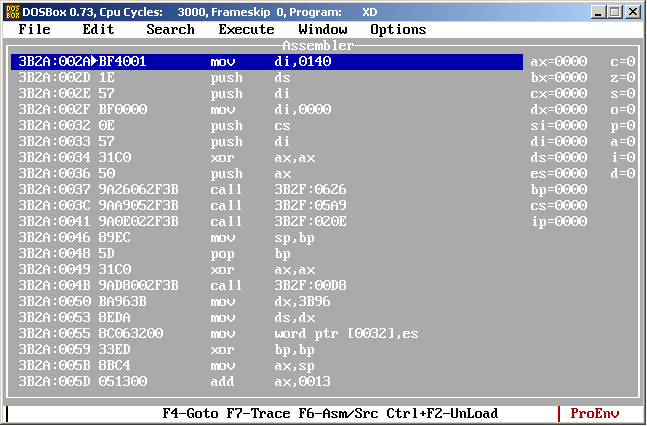 DOS BOX DOSBox 0.73, Cpu Cycles: 3000, Frameskip 0, Program: XD
File Edit Search Execute Window Options
Assembler
3B2A:002A►BF4001 mov di,0140 ax=0000 c=0
3B2A:002D 1E push ds bx=0000 z=0
3B2A:002E 57 push di cx=0000 s=0
3B2A:002F BF0000 mov di,0000 dx=0000 o=0
3B2A:0032 0E push cs si=0000 p=0
3B2A:0033 57 push di di=0000 a=0
3B2A:0034 31C0 xor ax,ax ds=0000 i=0
3B2A:0036 50 push ax es=0000 d=0
3B2A:0037 9A26062F3B call 3B2F:0626 bp=0000
3B2A:003C 9AA9052F3B call 3B2F:05A9 cs=0000
3B2A:0041 9A0E022F3B call 3B2F:020E ip=0000
3B2A:0046 89EC mov sp,bp
3B2A:0048 5D pop bp
3B2A:0049 31C0 xor ax,ax
3B2A:004B 9AD8002F3B call 3B2F:00D8
3B2A:0050 BA963B mov dx,3B96
3B2A:0053 8EDA mov ds,dx
3B2A:0055 8C063200 mov word ptr [0032],es
3B2A:0059 33ED xor bp,bp
3B2A:005B 8BC4 mov ax,sp
3B2A:005D 051300 add ax,0013
F4-Goto F7-Trace F6-Asm/Src Ctrl+F2-UnLoad ProEnv